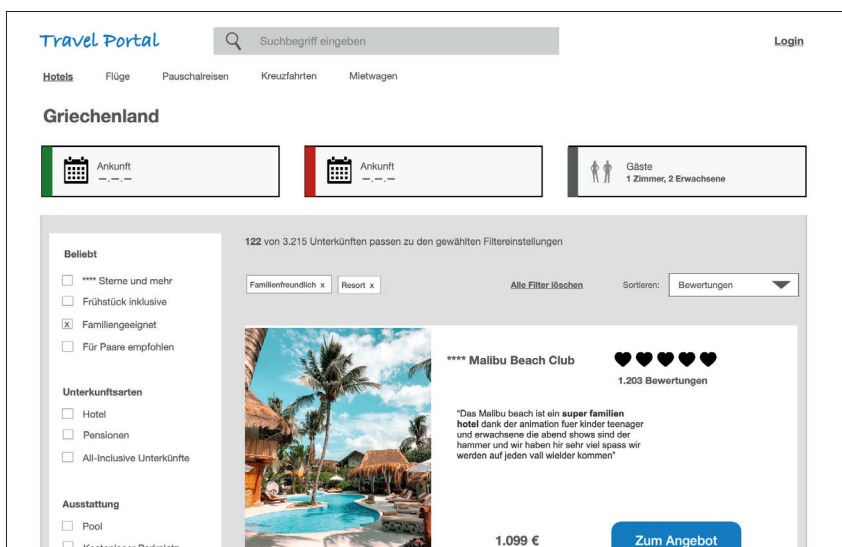 Travel Portal
Suchbegriff eingeben
Login
Hotels Flüge Pauschalreisen Kreuzfahrten Mietwagen
Griechenland
Ankunft
–.–.–
Ankunft
–.–.–
Gäste
1 Zimmer, 2 Erwachsene
Beliebt
**** Sterne und mehr
Frühstück inklusive
x Familiengeeignet
Für Paare empfohlen
Unterkunftsarten
Hotel
Pensionen
All-Inclusive Unterkünfte
Ausstattung
Pool
Kostenloser Parkplatz
122 von 3.215 Unterkünften passen zu den gewählten Filtereinstellungen
Familienfreundlich x Resort x Alle Filter löschen Sortieren: Bewertungen
**** Malibu Beach Club
1.203 Bewertungen
"Das Malibu beach ist ein super familien
hotel dank der animation fuer kinder teenager
und erwachsene die abend shows sind der
hammer und wir haben hir sehr viel spass wir
werden auf jeden vall wielder kommen"
1.099 € Zum Angebot